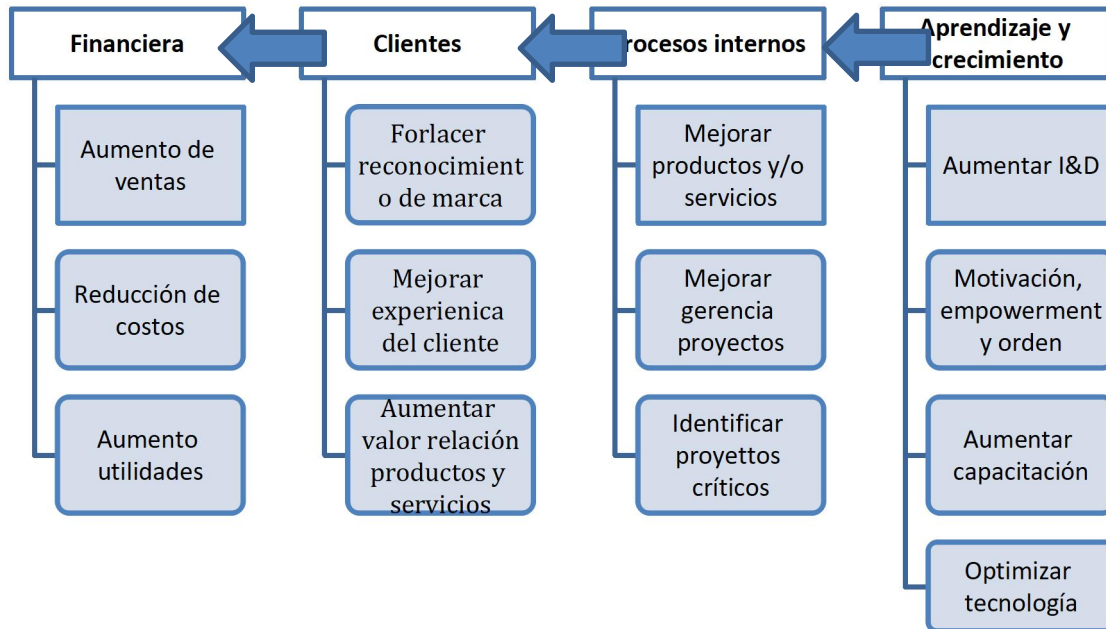 Financiera
Aumento de
ventas
Reducción de
costos
Aumento
utilidades
Clientes
Forlacer
reconocimient
o de marca
Mejorar
experienica
del cliente
Aumentar
valor relación
productos y
servicios
rocesos internos
Mejorar
productos y/o
servicios
Mejorar
gerencia
proyectos
Identificar
proyettos
críticos
Aprendizaje y
crecimiento
Aumentar I&D
Motivación,
empowerment
y orden
Aumentar
capacitación
Optimizar
tecnología